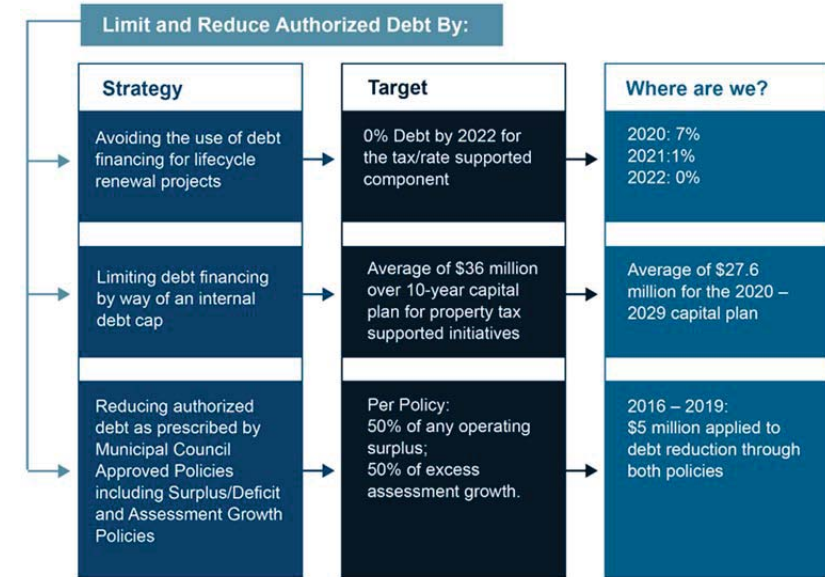 Limit and Reduce Authorized Debt By:
Strategy
Target
Where are we?
Avoiding the use of debt
financing for lifecycle
renewal projects
0% Debt by 2022 for
the tax/rate supported
component
2020: 7%
2021:1%
2022: 0%
Limiting debt financing
by way of an internal
debt cap
Average of $36 million
over 10-year capital
plan for property tax
supported initiatives
Average of $27.6
million for the 2020 –
2029 capital plan
Reducing authorized
debt as prescribed by
Municipal Council
Approved Policies
including Surplus/Deficit
and Assessment Growth
Policies
Per Policy:
50% of any operating
surplus;
50% of excess
assessment growth.
2016 – 2019:
$5 million applied to
debt reduction through
both policies